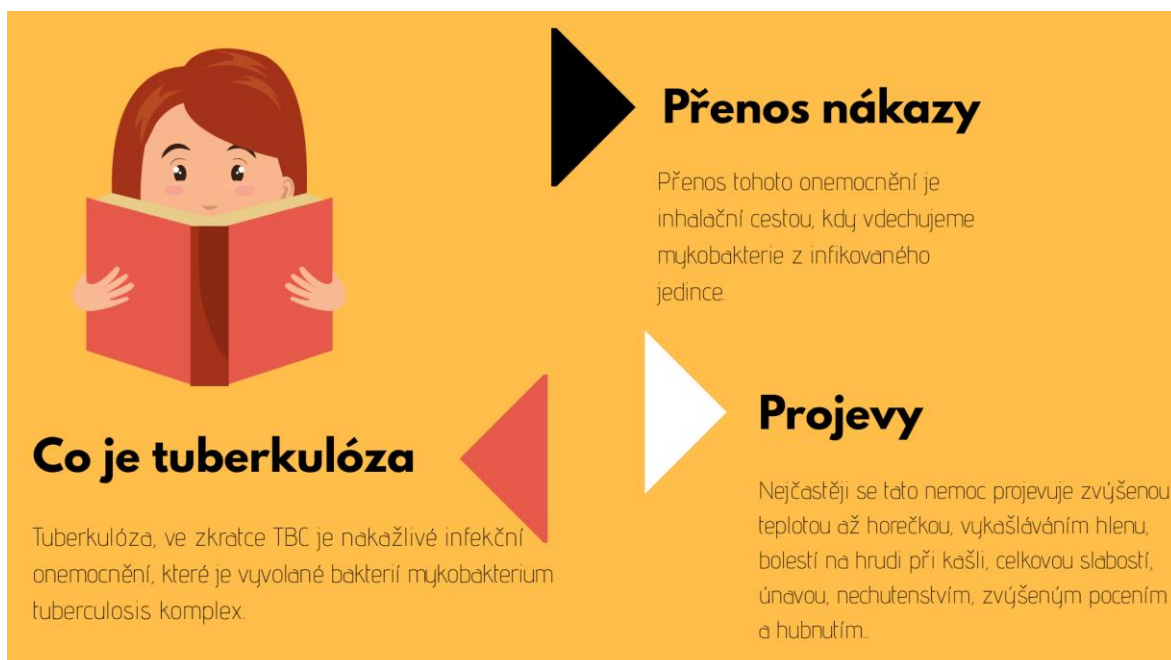 Přenos nákazy
Přenos tohoto onemocnění je
inhalační cestou, kdy vdechujeme
mykobakterie z infikovaného
jedince.
Co je tuberkulóza
Tuberkulóza, ve zkratce TBC je nakažlivé infekční
onemocnění, které je vyvolané bakterií mykobakterium
tuberculosis komplex.
Projevy
Nejčastěji se tato nemoc projevuje zvýšenou
teplotou až horečkou, vykašláváním hlenu,
bolestí na hrudi při kašli, celkovou slabostí,
únavou, nechutenstvím, zvýšeným pocením
a hubnutím..